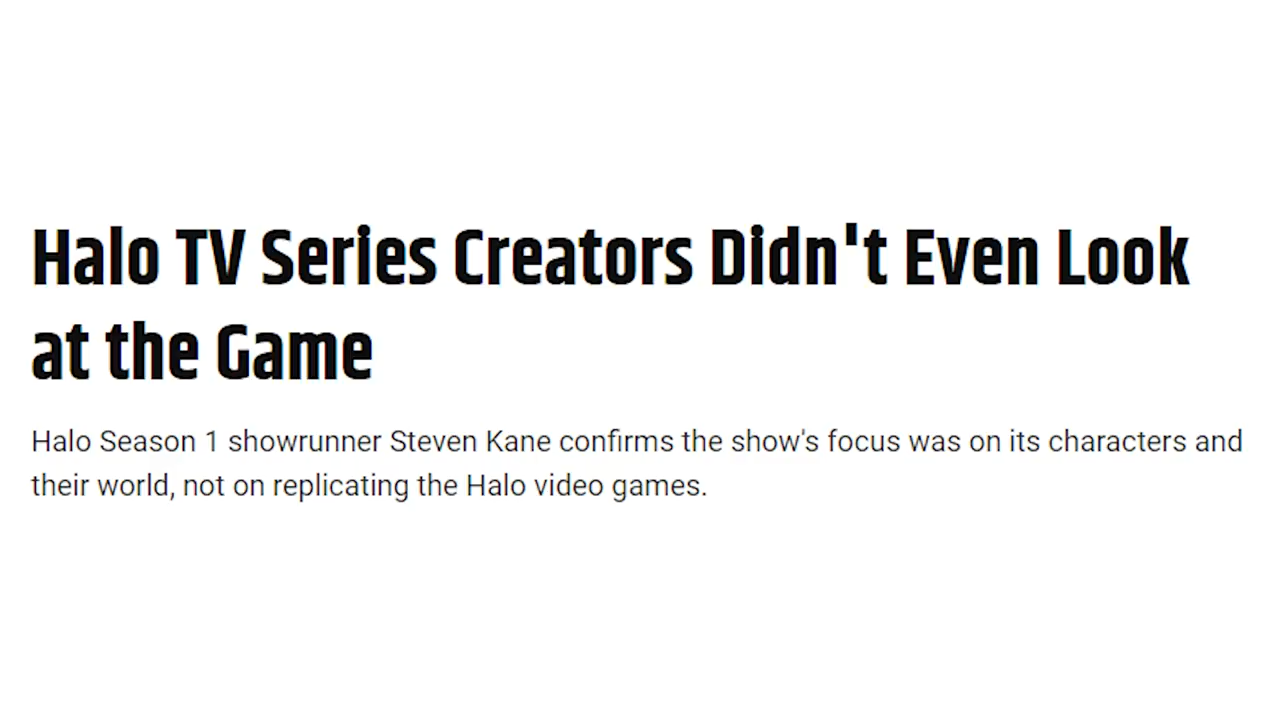 Halo TV Series Creators Didn't Even Look
at the Game
Halo Season 1 showrunner Steven Kane confirms the show's focus was on its characters and
their world, not on replicating the Halo video games.